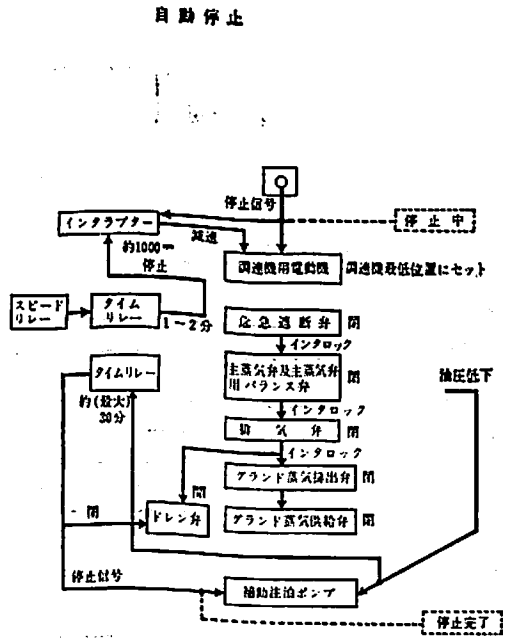 自動停止
停止信号
インタラプター
停止中
減速
約1000
停止
調速機用電動機
調速機最低位置にセット
スピード
リレー
タイム
リレー
1～2分
危急遮断弁
閉
インタロック
タイムリレー
主蒸気弁及主蒸気弁
用バランス弁
閉
油圧低下
約(最大)
30分
インタロック
排気弁
閉
インタロック
グランド蒸気排出弁
閉
開
閉
ドレン弁
グランド蒸気供給弁
閉
停止信号
補助注油ポンプ
停止完了